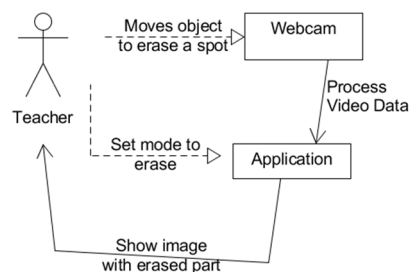 Moves object
to erase a spot
Webcam
Process
Video Data
Teacher
Set mode to
erase
Application
Show image
with erased part